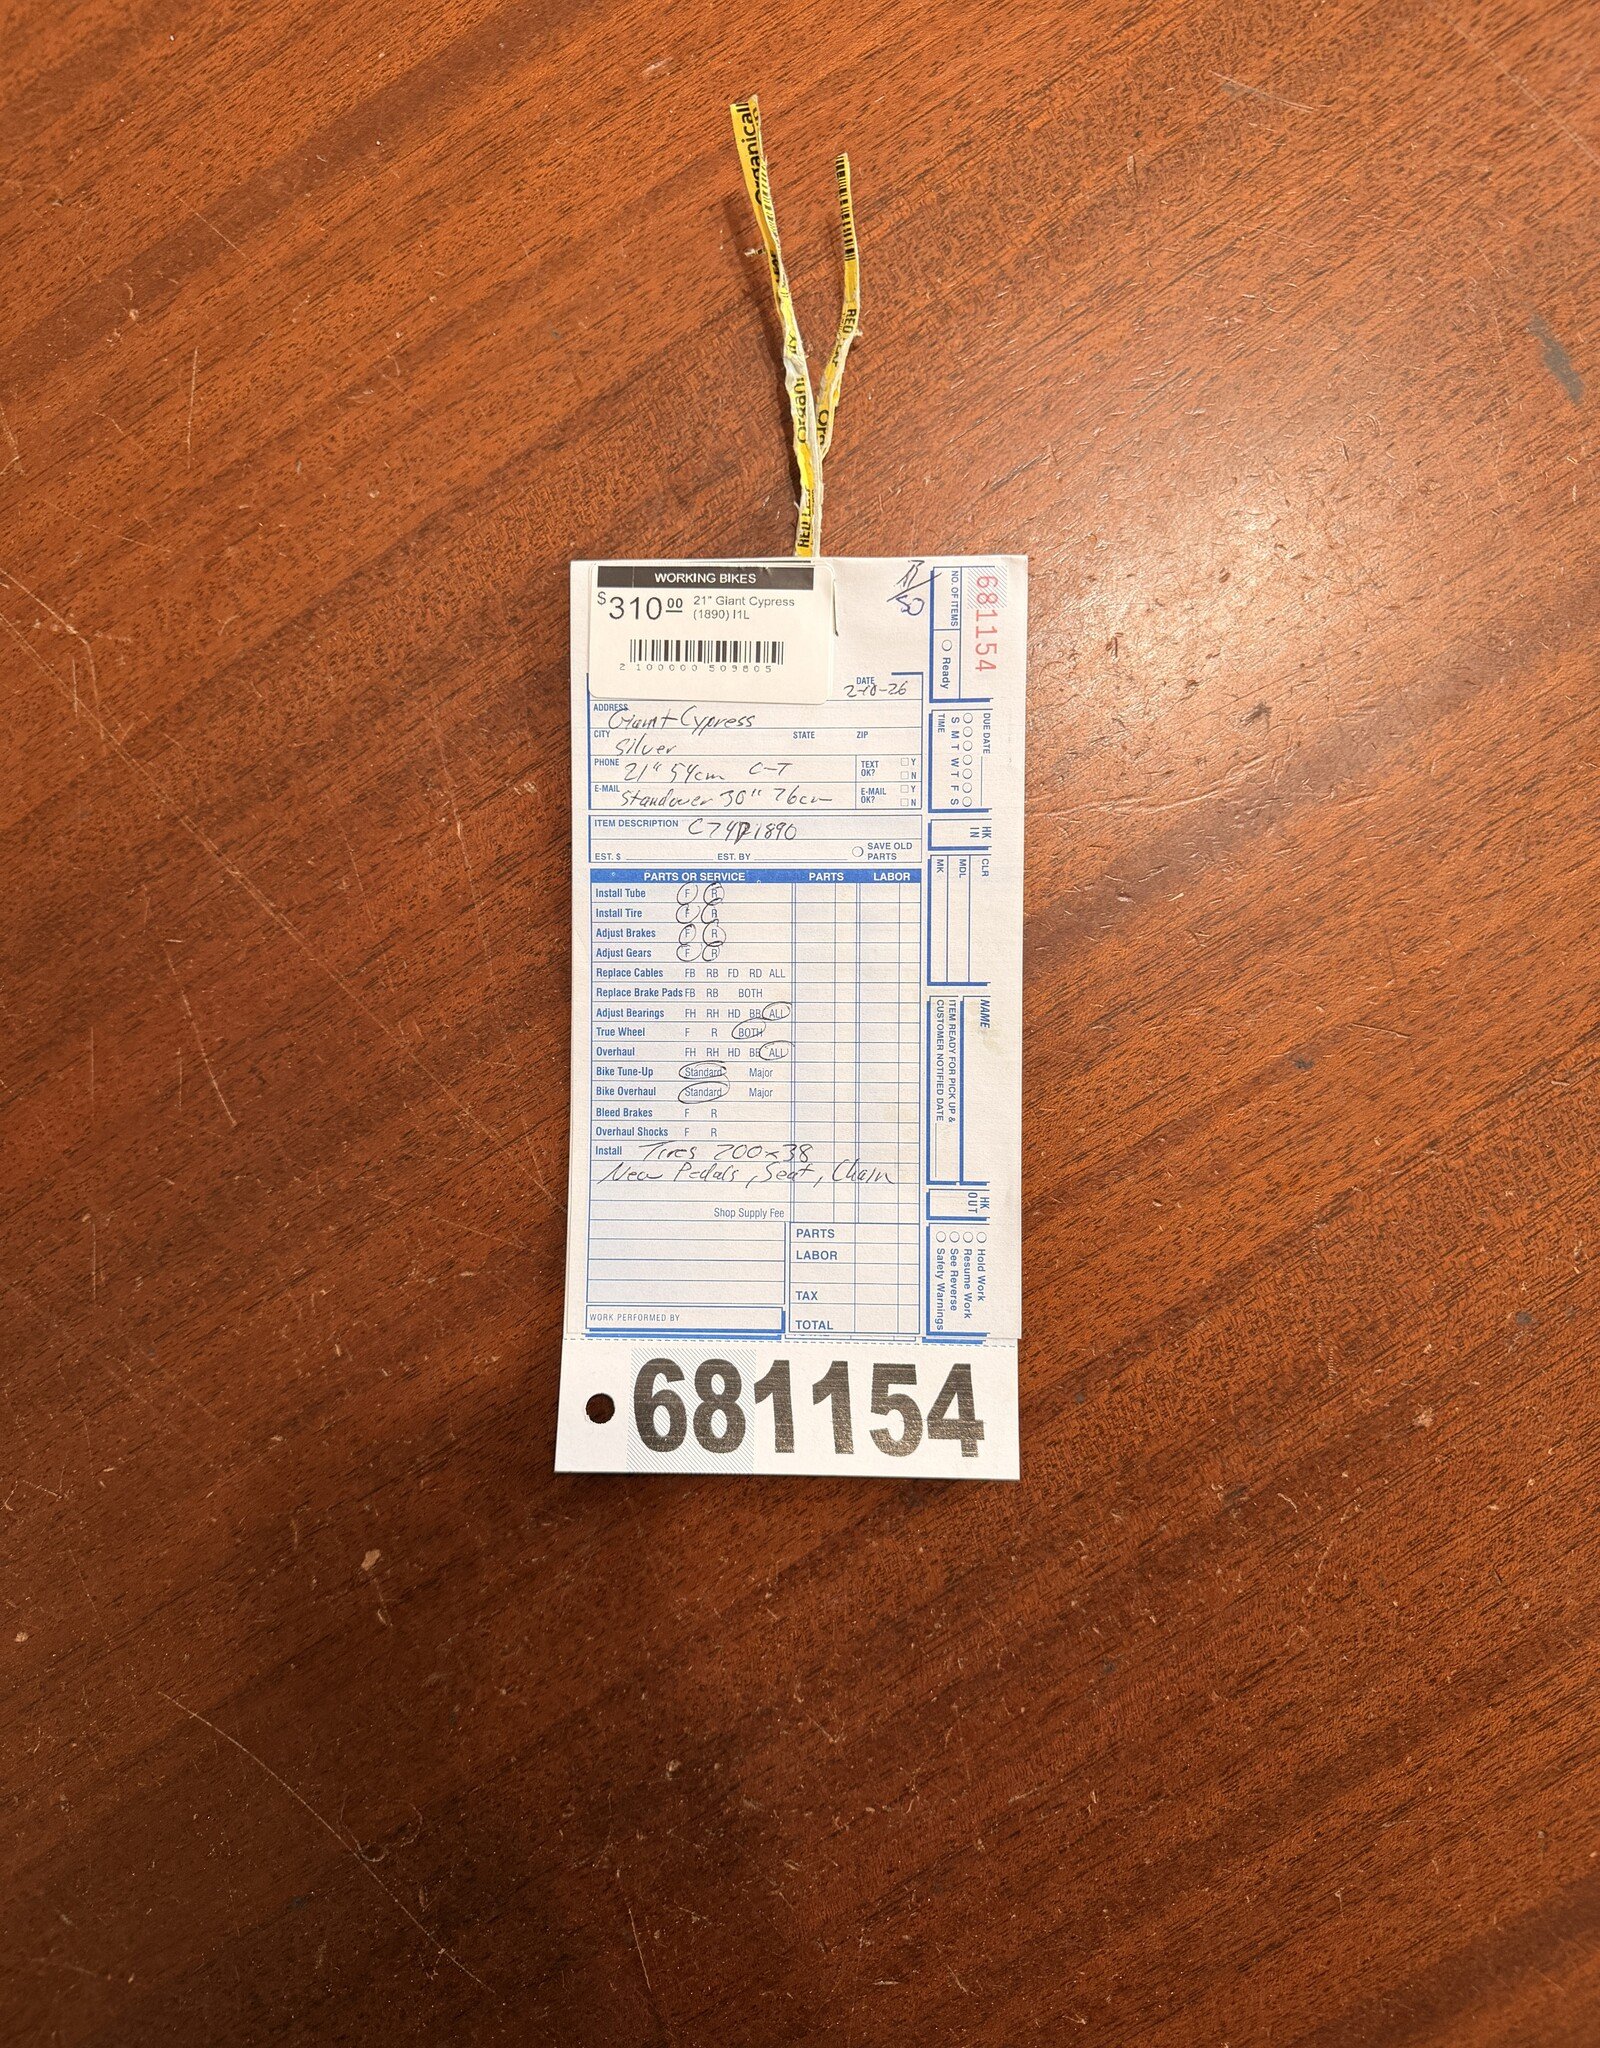 Organicall
RED
Organi
Orga
RED LE
WORKING BIKES
$310.00 21" Giant Cypress
(1890) I1L
2 100000 509805
681154
NO. OF ITEMS
Ready
DATE
2-10-26
ADDRESS Giant Cypress
CITY Silver STATE ZIP
PHONE 21" 54cm C-T TEXT OK? Y N
E-MAIL Standover 30" 76cm E-MAIL OK? Y N
DUE DATE
S M T W T F S
TIME
ITEM DESCRIPTION
EST. $ EST. BY SAVE OLD PARTS
HK IN
CLR
MDL
MK
PARTS OR SERVICE PARTS LABOR
Install Tube F R
Install Tire F R
Adjust Brakes F R
Adjust Gears F R
Replace Cables FB RB FD RD ALL
Replace Brake Pads FB RB BOTH
Adjust Bearings FH RH HD BB ALL
True Wheel F R BOTH
Overhaul FH RH HD BB ALL
Bike Tune-Up Standard Major
Bike Overhaul Standard Major
Bleed Brakes F R
Overhaul Shocks F R
Install Tires 700x38
New Pedals, Seat, Chain
Shop Supply Fee
NAME
ITEM READY FOR PICK UP &
CUSTOMER NOTIFIED DATE
HK OUT
Hold Work
Resume Work
See Reverse
Safety Warnings
PARTS
LABOR
TAX
WORK PERFORMED BY
TOTAL
681154